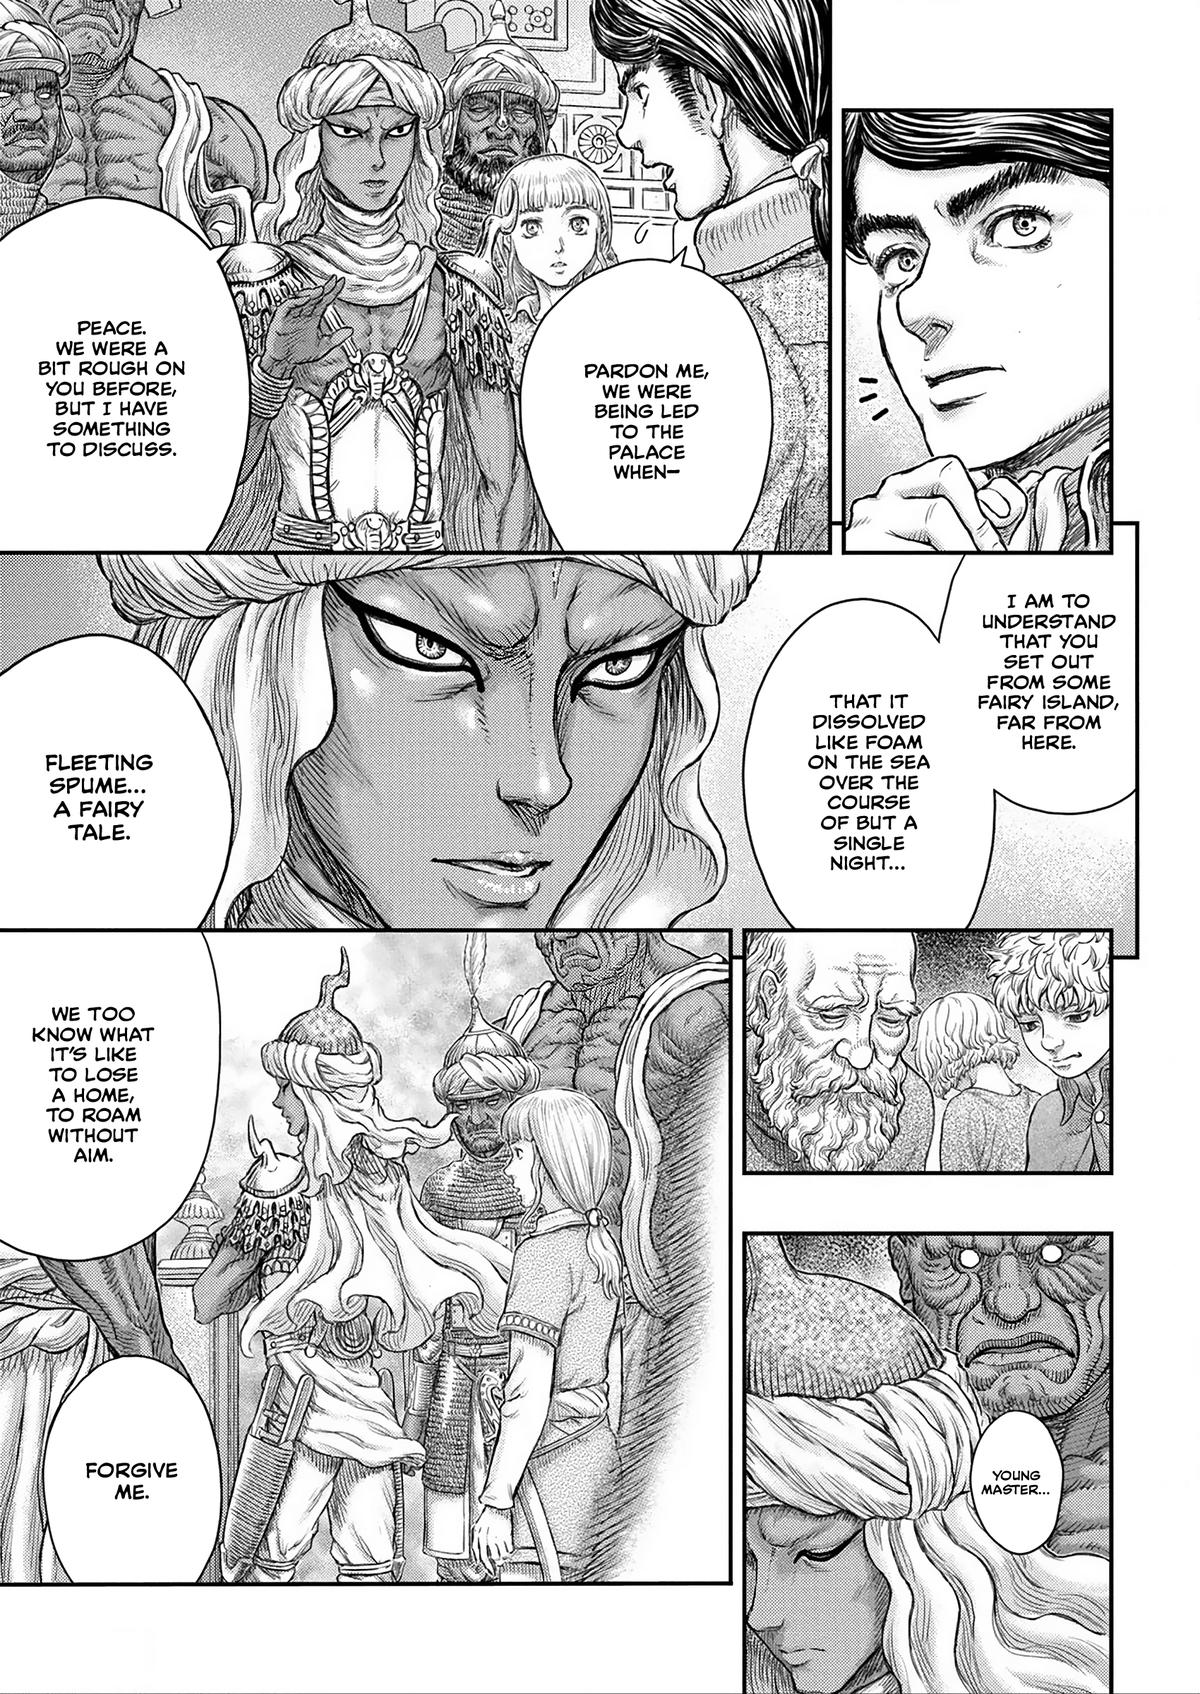 PARDON ME,
WE WERE
BEING LED
TO THE
PALACE
WHEN—
PEACE.
WE WERE A
BIT ROUGH ON
YOU BEFORE,
BUT I HAVE
SOMETHING
TO DISCUSS.
I AM TO
UNDERSTAND
THAT YOU
SET OUT
FROM SOME
FAIRY ISLAND,
FAR FROM
HERE.
THAT IT
DISSOLVED
LIKE FOAM
ON THE SEA
OVER THE
COURSE
OF BUT A
SINGLE
NIGHT...
FLEETING
SPUME...
A FAIRY
TALE.
WE TOO
KNOW WHAT
IT'S LIKE
TO LOSE
A HOME,
TO ROAM
WITHOUT
AIM.
YOUNG
MASTER...
FORGIVE
ME.